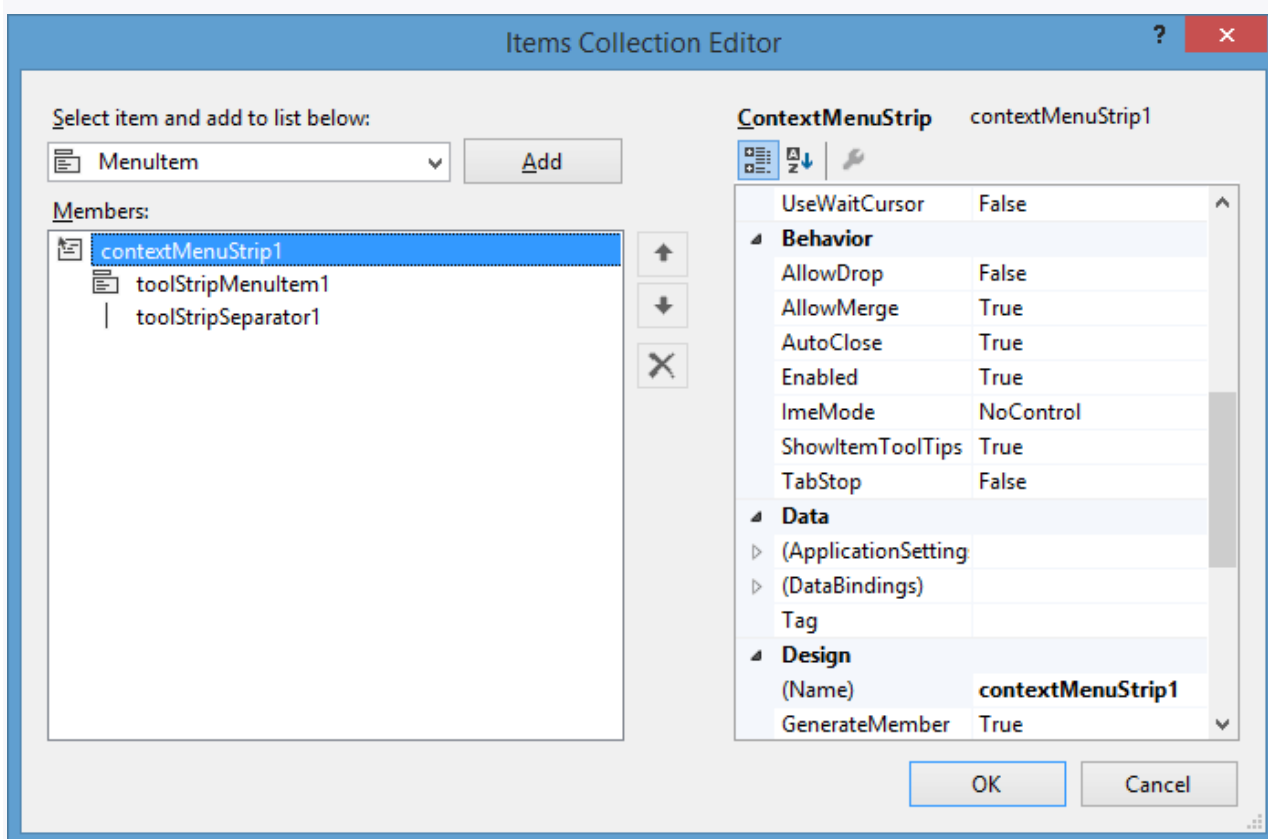 Items Collection Editor
? ×
Select item and add to list below:
MenuItem
Add
Members:
contextMenuStrip1
toolStripMenuItem1
toolStripSeparator1
ContextMenuStrip contextMenuStrip1
UseWaitCursor False
Behavior
AllowDrop False
AllowMerge True
AutoClose True
Enabled True
ImeMode NoControl
ShowItemToolTips True
TabStop False
Data
(ApplicationSetting
(DataBindings)
Tag
Design
(Name) contextMenuStrip1
GenerateMember True
OK
Cancel